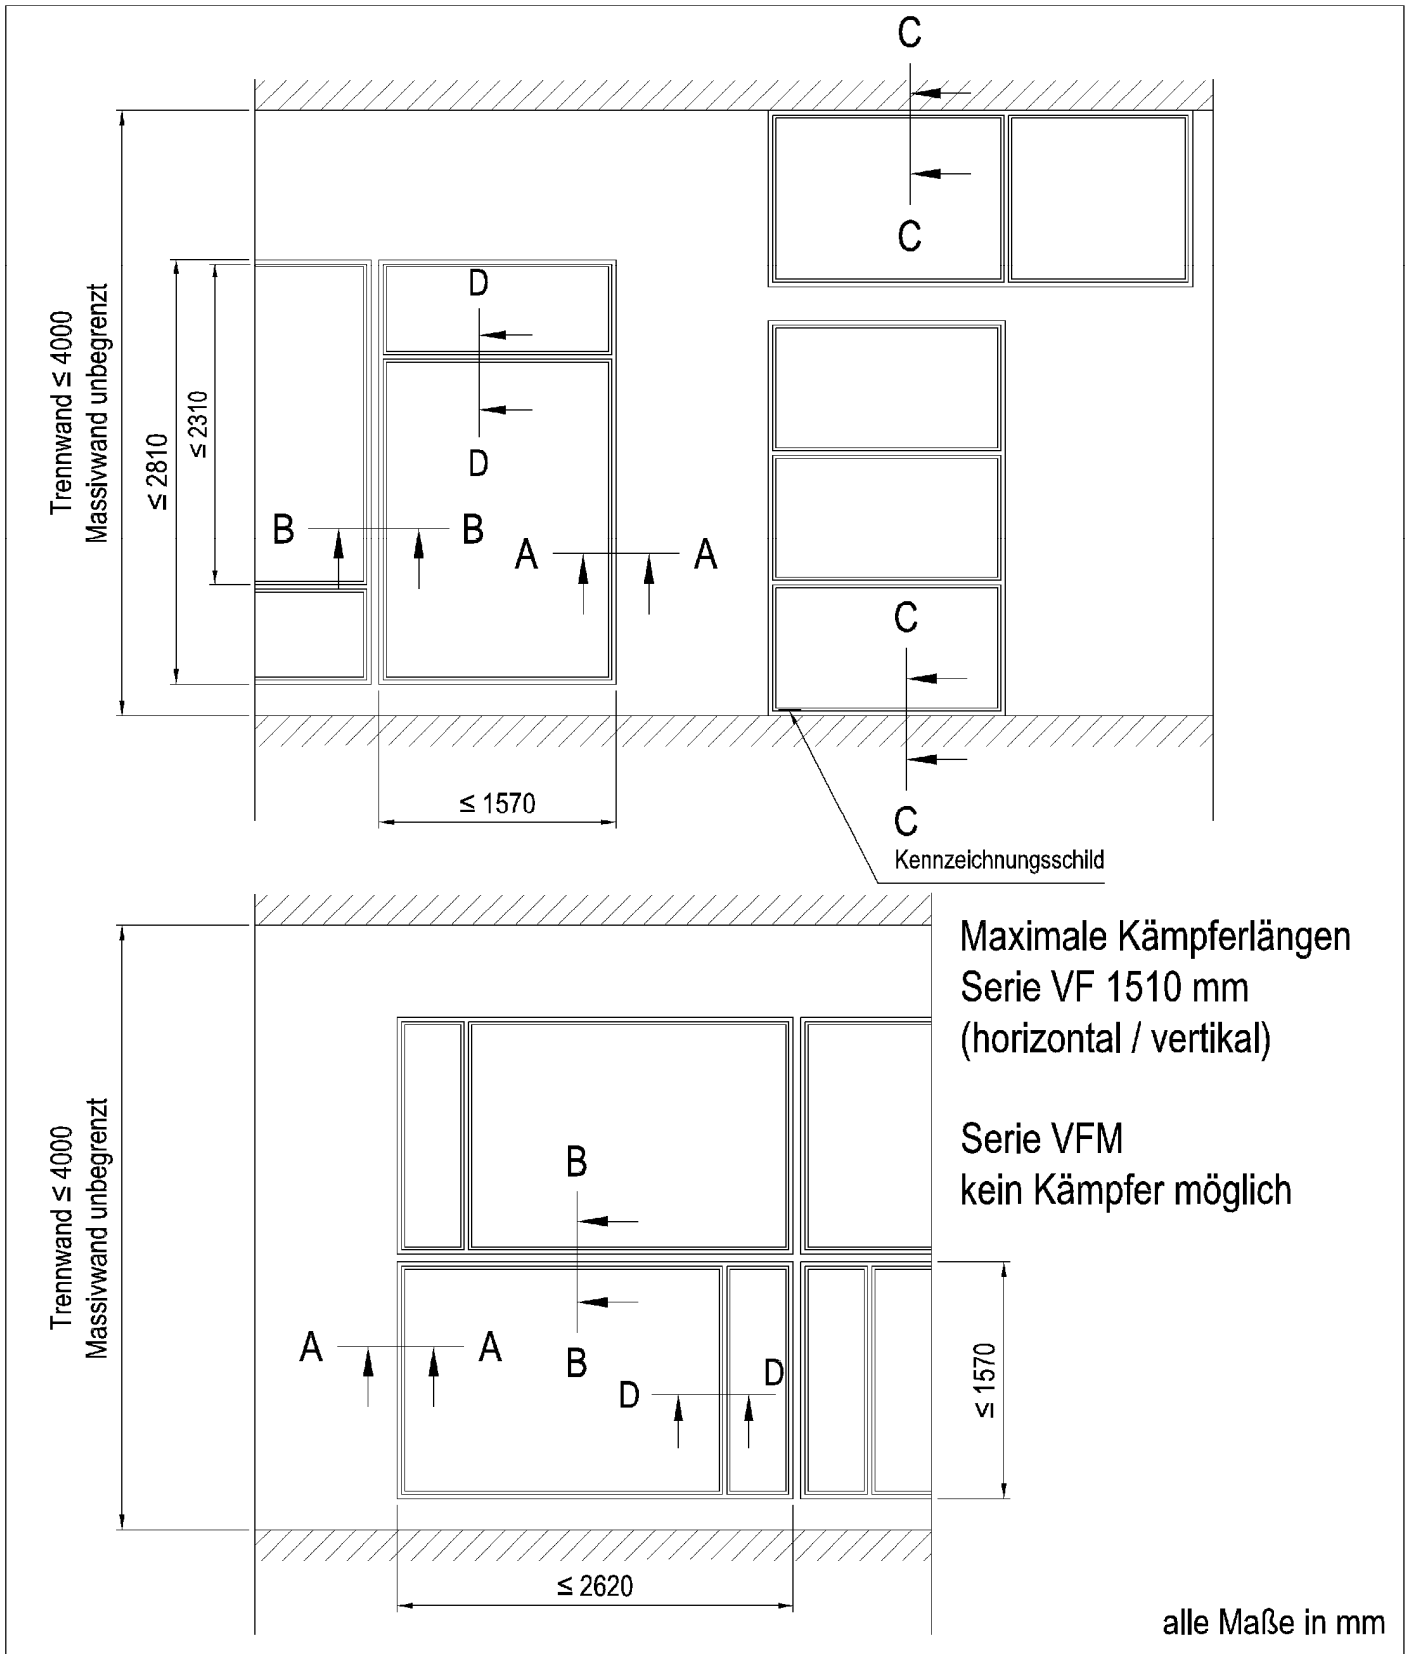 C
C
Trennwand ≤ 4000
Massivwand unbegrenzt
≤ 2810
≤ 2310
D
D
B
B
A
A
C
C
≤ 1570
Kennzeichnungsschild
Maximale Kämpferlängen
Serie VF 1510 mm
(horizontal / vertikal)
Serie VFM
kein Kämpfer möglich
Trennwand ≤ 4000
Massivwand unbegrenzt
B
B
A
A
D
D
≤ 1570
≤ 2620
alle Maße in mm